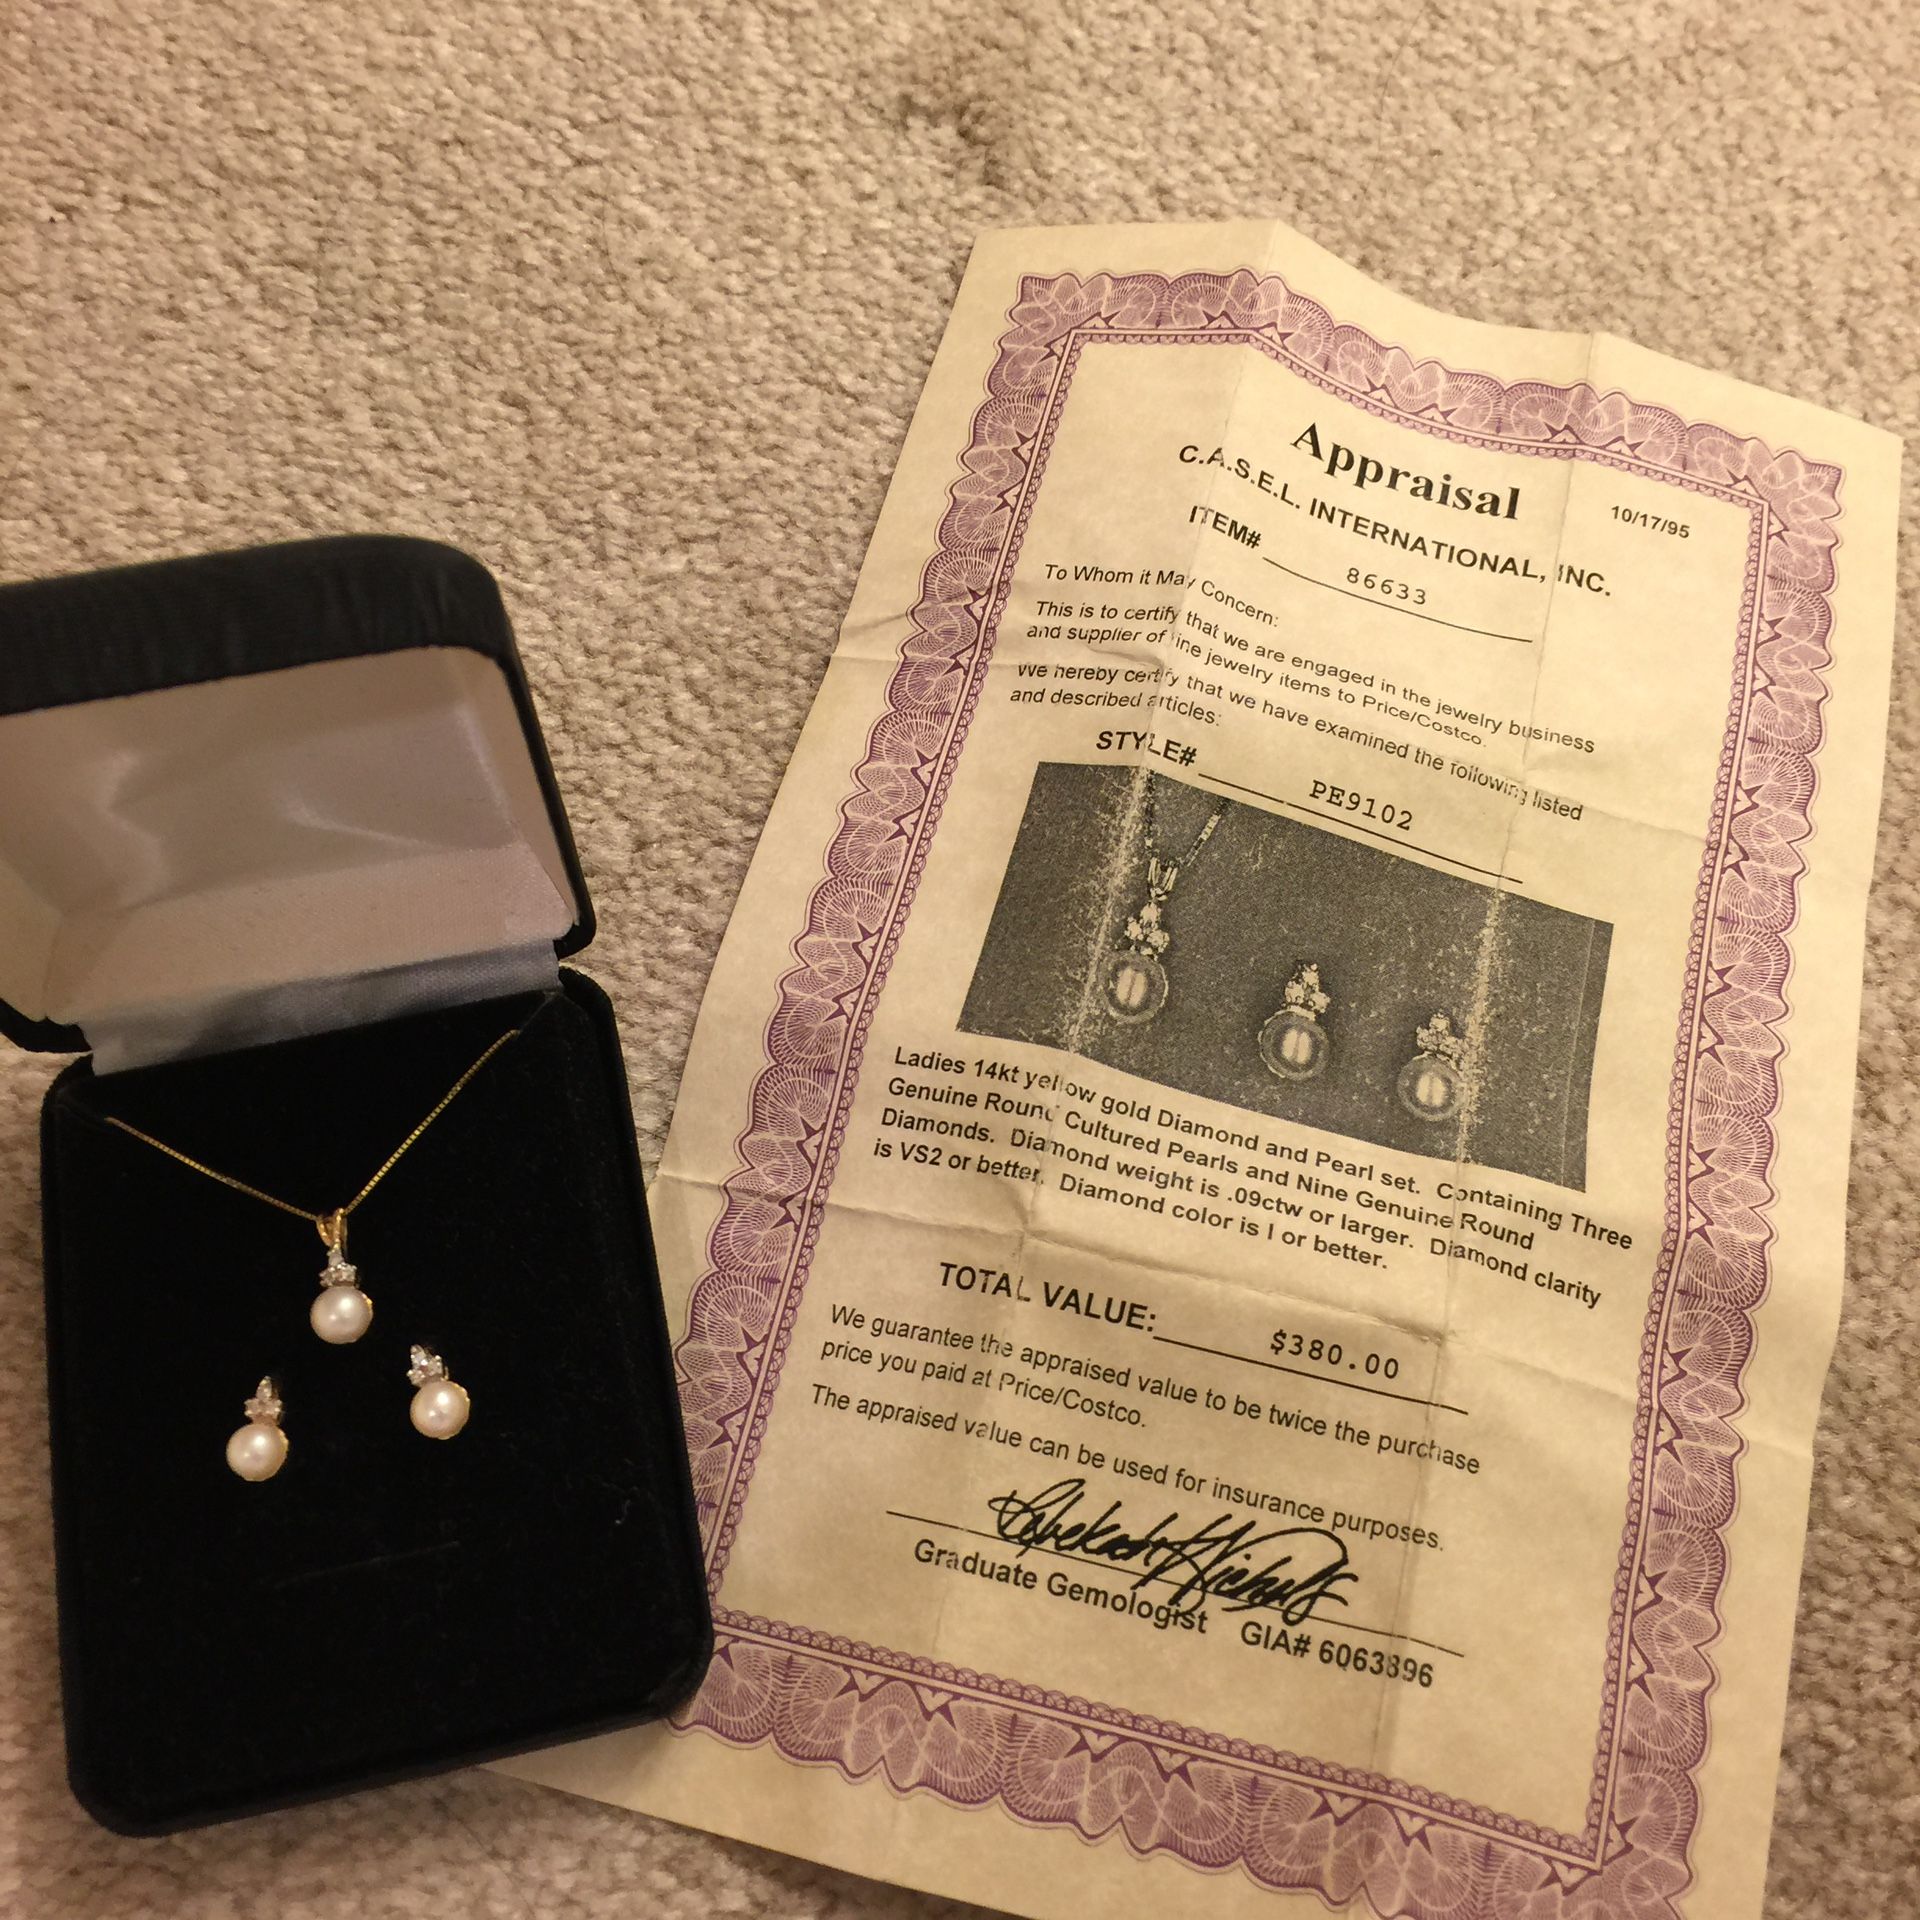 Appraisal
10/17/95
C.A.S.E.L. INTERNATIONAL, INC.
ITEM# 86633
To Whom it May Concern:
This is to certify that we are engaged in the jewelry business
and supplier of fine jewelry items to Price/Costco.
We hereby certify that we have examined the following listed
and described articles:
STYLE# PE9102
Ladies 14kt yellow gold Diamond and Pearl set. Containing Three
Genuine Round Cultured Pearls and Nine Genuine Round
Diamonds. Diamond weight is .09ctw or larger. Diamond clarity
is VS2 or better. Diamond color is I or better.
TOTAL VALUE: $380.00
We guarantee the appraised value to be twice the purchase
price you paid at Price/Costco.
The appraised value can be used for insurance purposes.
Rebekah Nichols
Graduate Gemologist GIA# 6063896